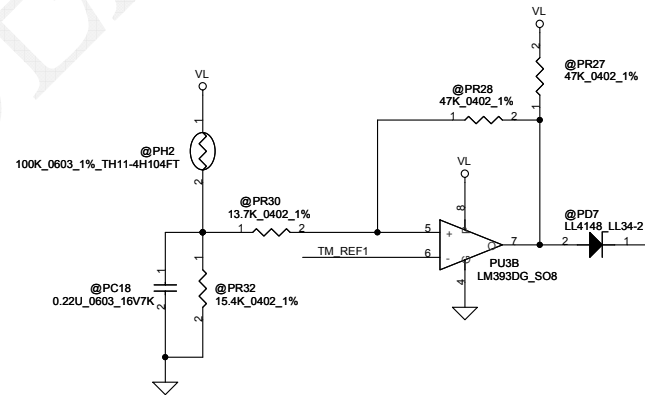 VL
2
@PR27
47K_0402_1%
1
VL
@PR28
47K_0402_1%
1
2
1
@PH2
100K_0603_1%_TH11-4H104FT
2
VL
@PR30
13.7K_0402_1%
1
2
8
P
5
+
O
7
6
-
G
4
TM_REF1
PU3B
LM393DG_SO8
@PD7
LL4148_LL34-2
2
1
1
@PC18
0.22U_0603_16V7K
2
1
@PR32
15.4K_0402_1%
2